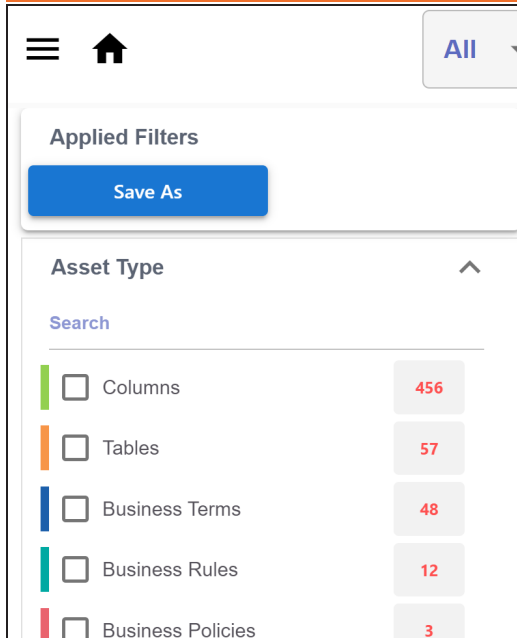 All
Applied Filters
Save As
Asset Type
Search
Columns 456
Tables 57
Business Terms 48
Business Rules 12
Business Policies 3